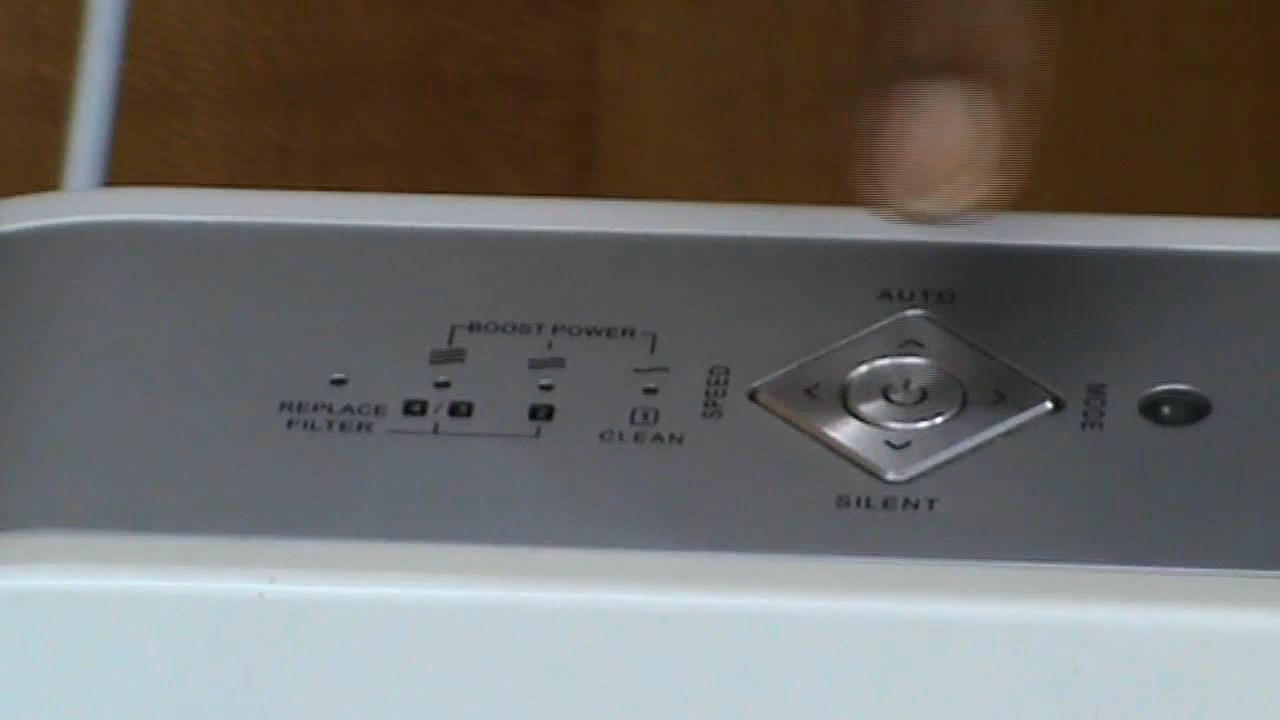 BOOST POWER
REPLACE FILTER
4 / 3
2
1
CLEAN
SPEED
AUTO
SILENT
MODE